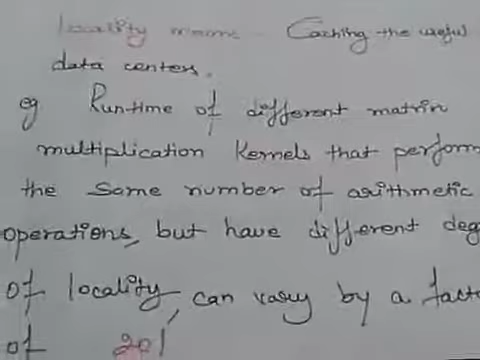 locality means Caching the useful
data centers.
eg Runtime of different matrix
multiplication Kernels that perform
the same number of arithmetic
operations, but have different deg
of locality, can vary by a facto
of 20!